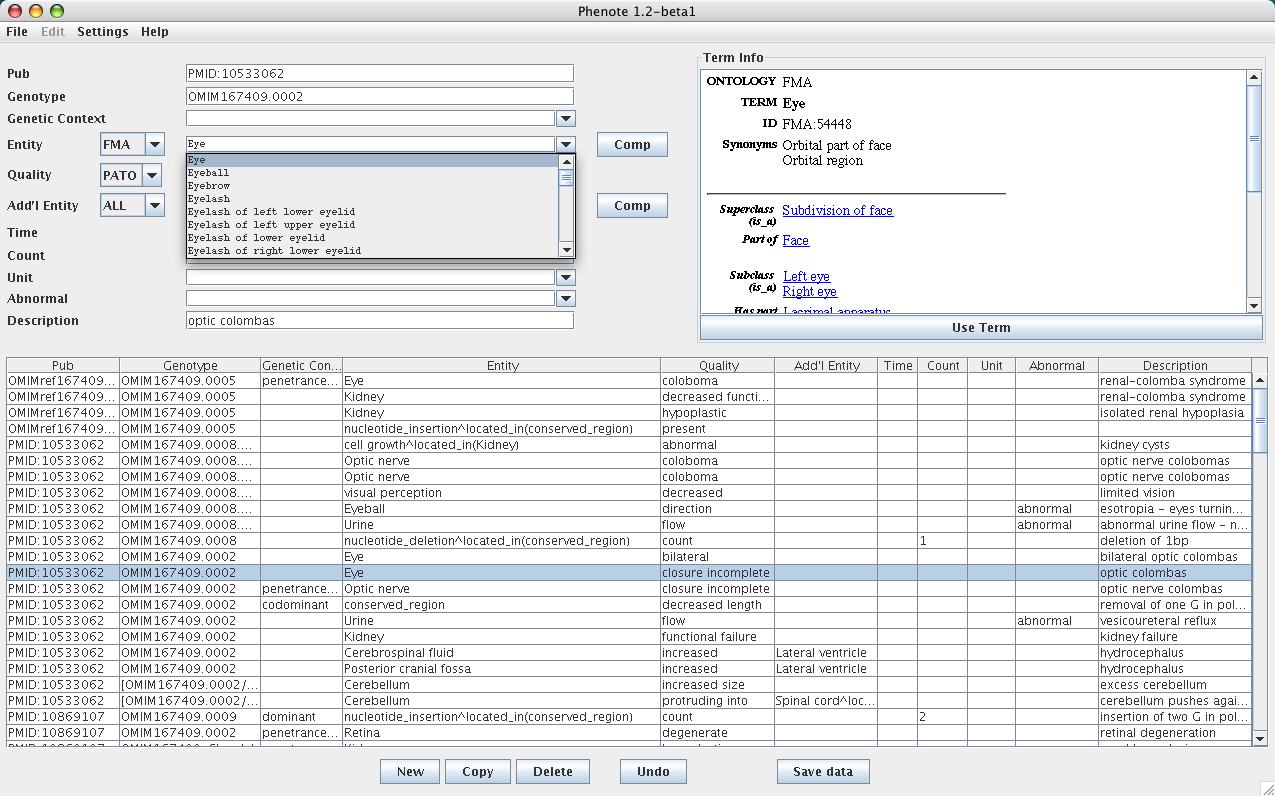 Phenote 1.2-beta1
File Edit Settings Help
Pub PMID:10533062
Genotype OMIM167409.0002
Genetic Context
Entity FMA Eye Comp
Eye
Eyeball
Eyebrow
Eyelash
Eyelash of left lower eyelid
Eyelash of left upper eyelid
Eyelash of lower eyelid
Eyelash of right lower eyelid
Quality PATO
Add'l Entity ALL Comp
Time
Count
Unit
Abnormal
Description optic colombas
Term Info
ONTOLOGY FMA
TERM Eye
ID FMA:54448
Synonyms Orbital part of face
Orbital region
Superclass (is_a) Subdivision of face
Part of Face
Subclass (is_a) Left eye
Right eye
Has part Lacrimal apparatus
Use Term
Pub Genotype Genetic Con... Entity Quality Add'l Entity Time Count Unit Abnormal Description
OMIMref167409... OMIM167409.0005 penetrance... Eye coloboma renal-colomba syndrome
OMIMref167409... OMIM167409.0005 Kidney decreased functi... renal-colomba syndrome
OMIMref167409... OMIM167409.0005 Kidney hypoplastic isolated renal hypoplasia
OMIMref167409... OMIM167409.0005 nucleotide_insertion^located_in(conserved_region) present
PMID:10533062 OMIM167409.0008.... cell growth^located_in(Kidney) abnormal kidney cysts
PMID:10533062 OMIM167409.0008.... Optic nerve coloboma optic nerve colobomas
PMID:10533062 OMIM167409.0008.... Optic nerve coloboma optic nerve colobomas
PMID:10533062 OMIM167409.0008.... visual perception decreased limited vision
PMID:10533062 OMIM167409.0008.... Eyeball direction abnormal esotropia - eyes turnin...
PMID:10533062 OMIM167409.0008.... Urine flow abnormal abnormal urine flow - n...
PMID:10533062 OMIM167409.0008 nucleotide_deletion^located_in(conserved_region) count 1 deletion of 1bp
PMID:10533062 OMIM167409.0002 Eye bilateral bilateral optic colombas
PMID:10533062 OMIM167409.0002 Eye closure incomplete optic colombas
PMID:10533062 OMIM167409.0002 penetrance... Optic nerve closure incomplete optic nerve colombas
PMID:10533062 OMIM167409.0002 codominant conserved_region decreased length removal of one G in pol...
PMID:10533062 OMIM167409.0002 Urine flow abnormal vesicoureteral reflux
PMID:10533062 OMIM167409.0002 Kidney functional failure kidney failure
PMID:10533062 OMIM167409.0002 Cerebrospinal fluid increased Lateral ventricle hydrocephalus
PMID:10533062 OMIM167409.0002 Posterior cranial fossa increased Lateral ventricle hydrocephalus
PMID:10533062 [OMIM167409.0002/... Cerebellum increased size excess cerebellum
PMID:10533062 [OMIM167409.0002/... Cerebellum protruding into Spinal cord^loc... cerebellum pushes agai...
PMID:10869107 OMIM167409.0009 dominant nucleotide_insertion^located_in(conserved_region) count 2 insertion of two G in pol...
PMID:10869107 OMIM167409.0002 penetrance... Retina degenerate retinal degeneration
New Copy Delete Undo Save data